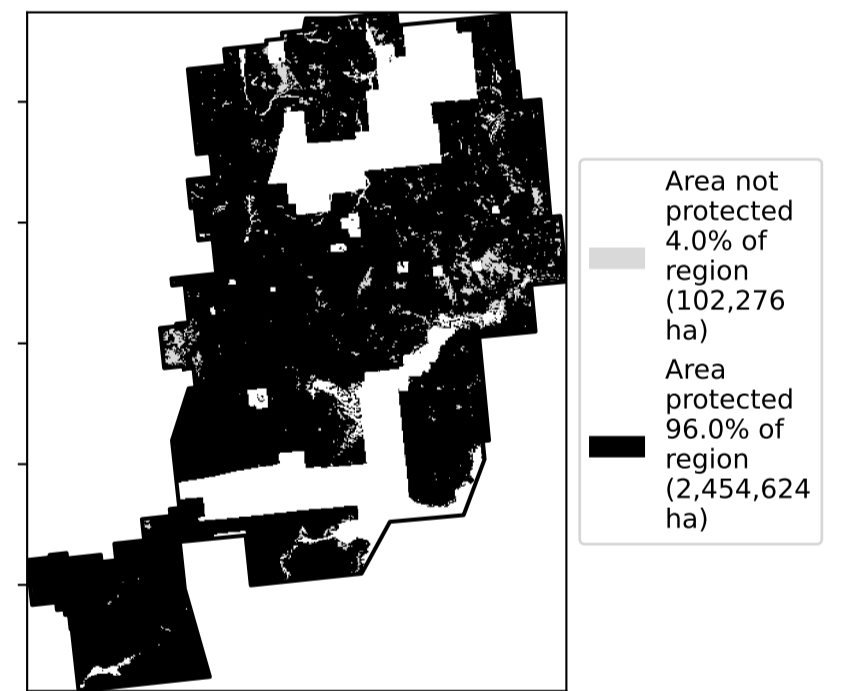 Area not
protected
4.0% of
region
(102,276
ha)
Area
protected
96.0% of
region
(2,454,624
ha)